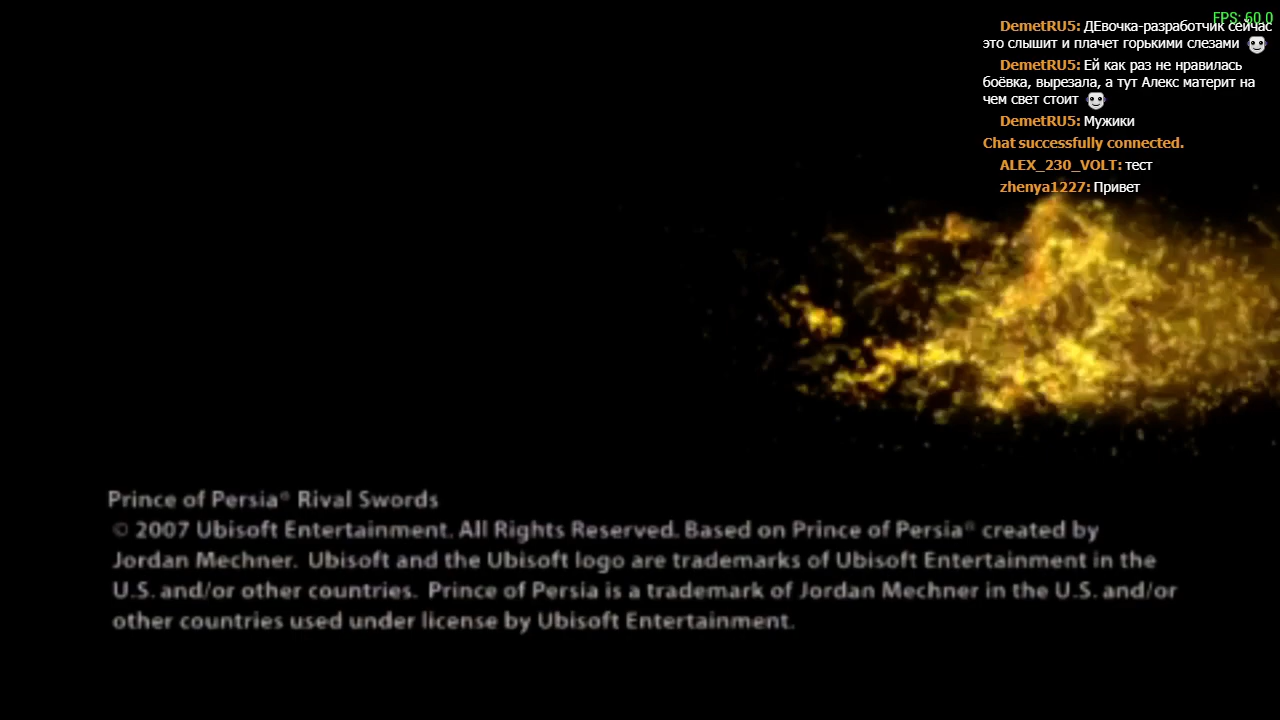 FPS: 60.0
DemetRU5: ДЕвочка-разработчик сейчас
это слышит и плачет горькими слезами
DemetRU5: Ей как раз не нравилась
боёвка, вырезала, а тут Алекс материт на
чем свет стоит
DemetRU5: Мужики
Chat successfully connected.
ALEX_230_VOLT: тест
zhenya1227: Привет
Prince of Persia® Rival Swords
© 2007 Ubisoft Entertainment. All Rights Reserved. Based on Prince of Persia® created by
Jordan Mechner. Ubisoft and the Ubisoft logo are trademarks of Ubisoft Entertainment in the
U.S. and/or other countries. Prince of Persia is a trademark of Jordan Mechner in the U.S. and/or
other countries used under license by Ubisoft Entertainment.